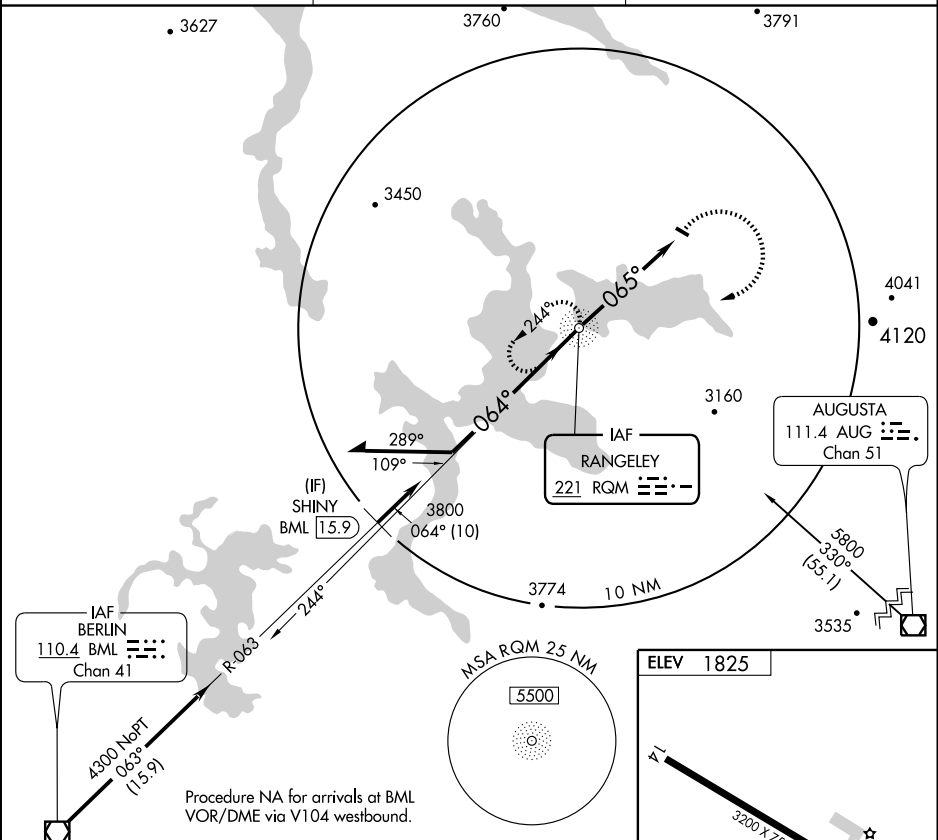 3627
3760
3791
3450
065°
4041
4120
244°
3160
064°
AUGUSTA
111.4 AUG
Chan 51
IAF
RANGELEY
221 RQM
289°
109°
(IF)
SHINY
BML 15.9
3800
064° (10)
5800
330°
(55.1)
244°
3774
10 NM
3535
IAF
BERLIN
110.4 BML
Chan 41
R-063
MSA RQM 25 NM
5500
ELEV 1825
4300 NoPT
063°
(15.9)
14
3200 X 75
Procedure NA for arrivals at BML
VOR/DME via V104 westbound.